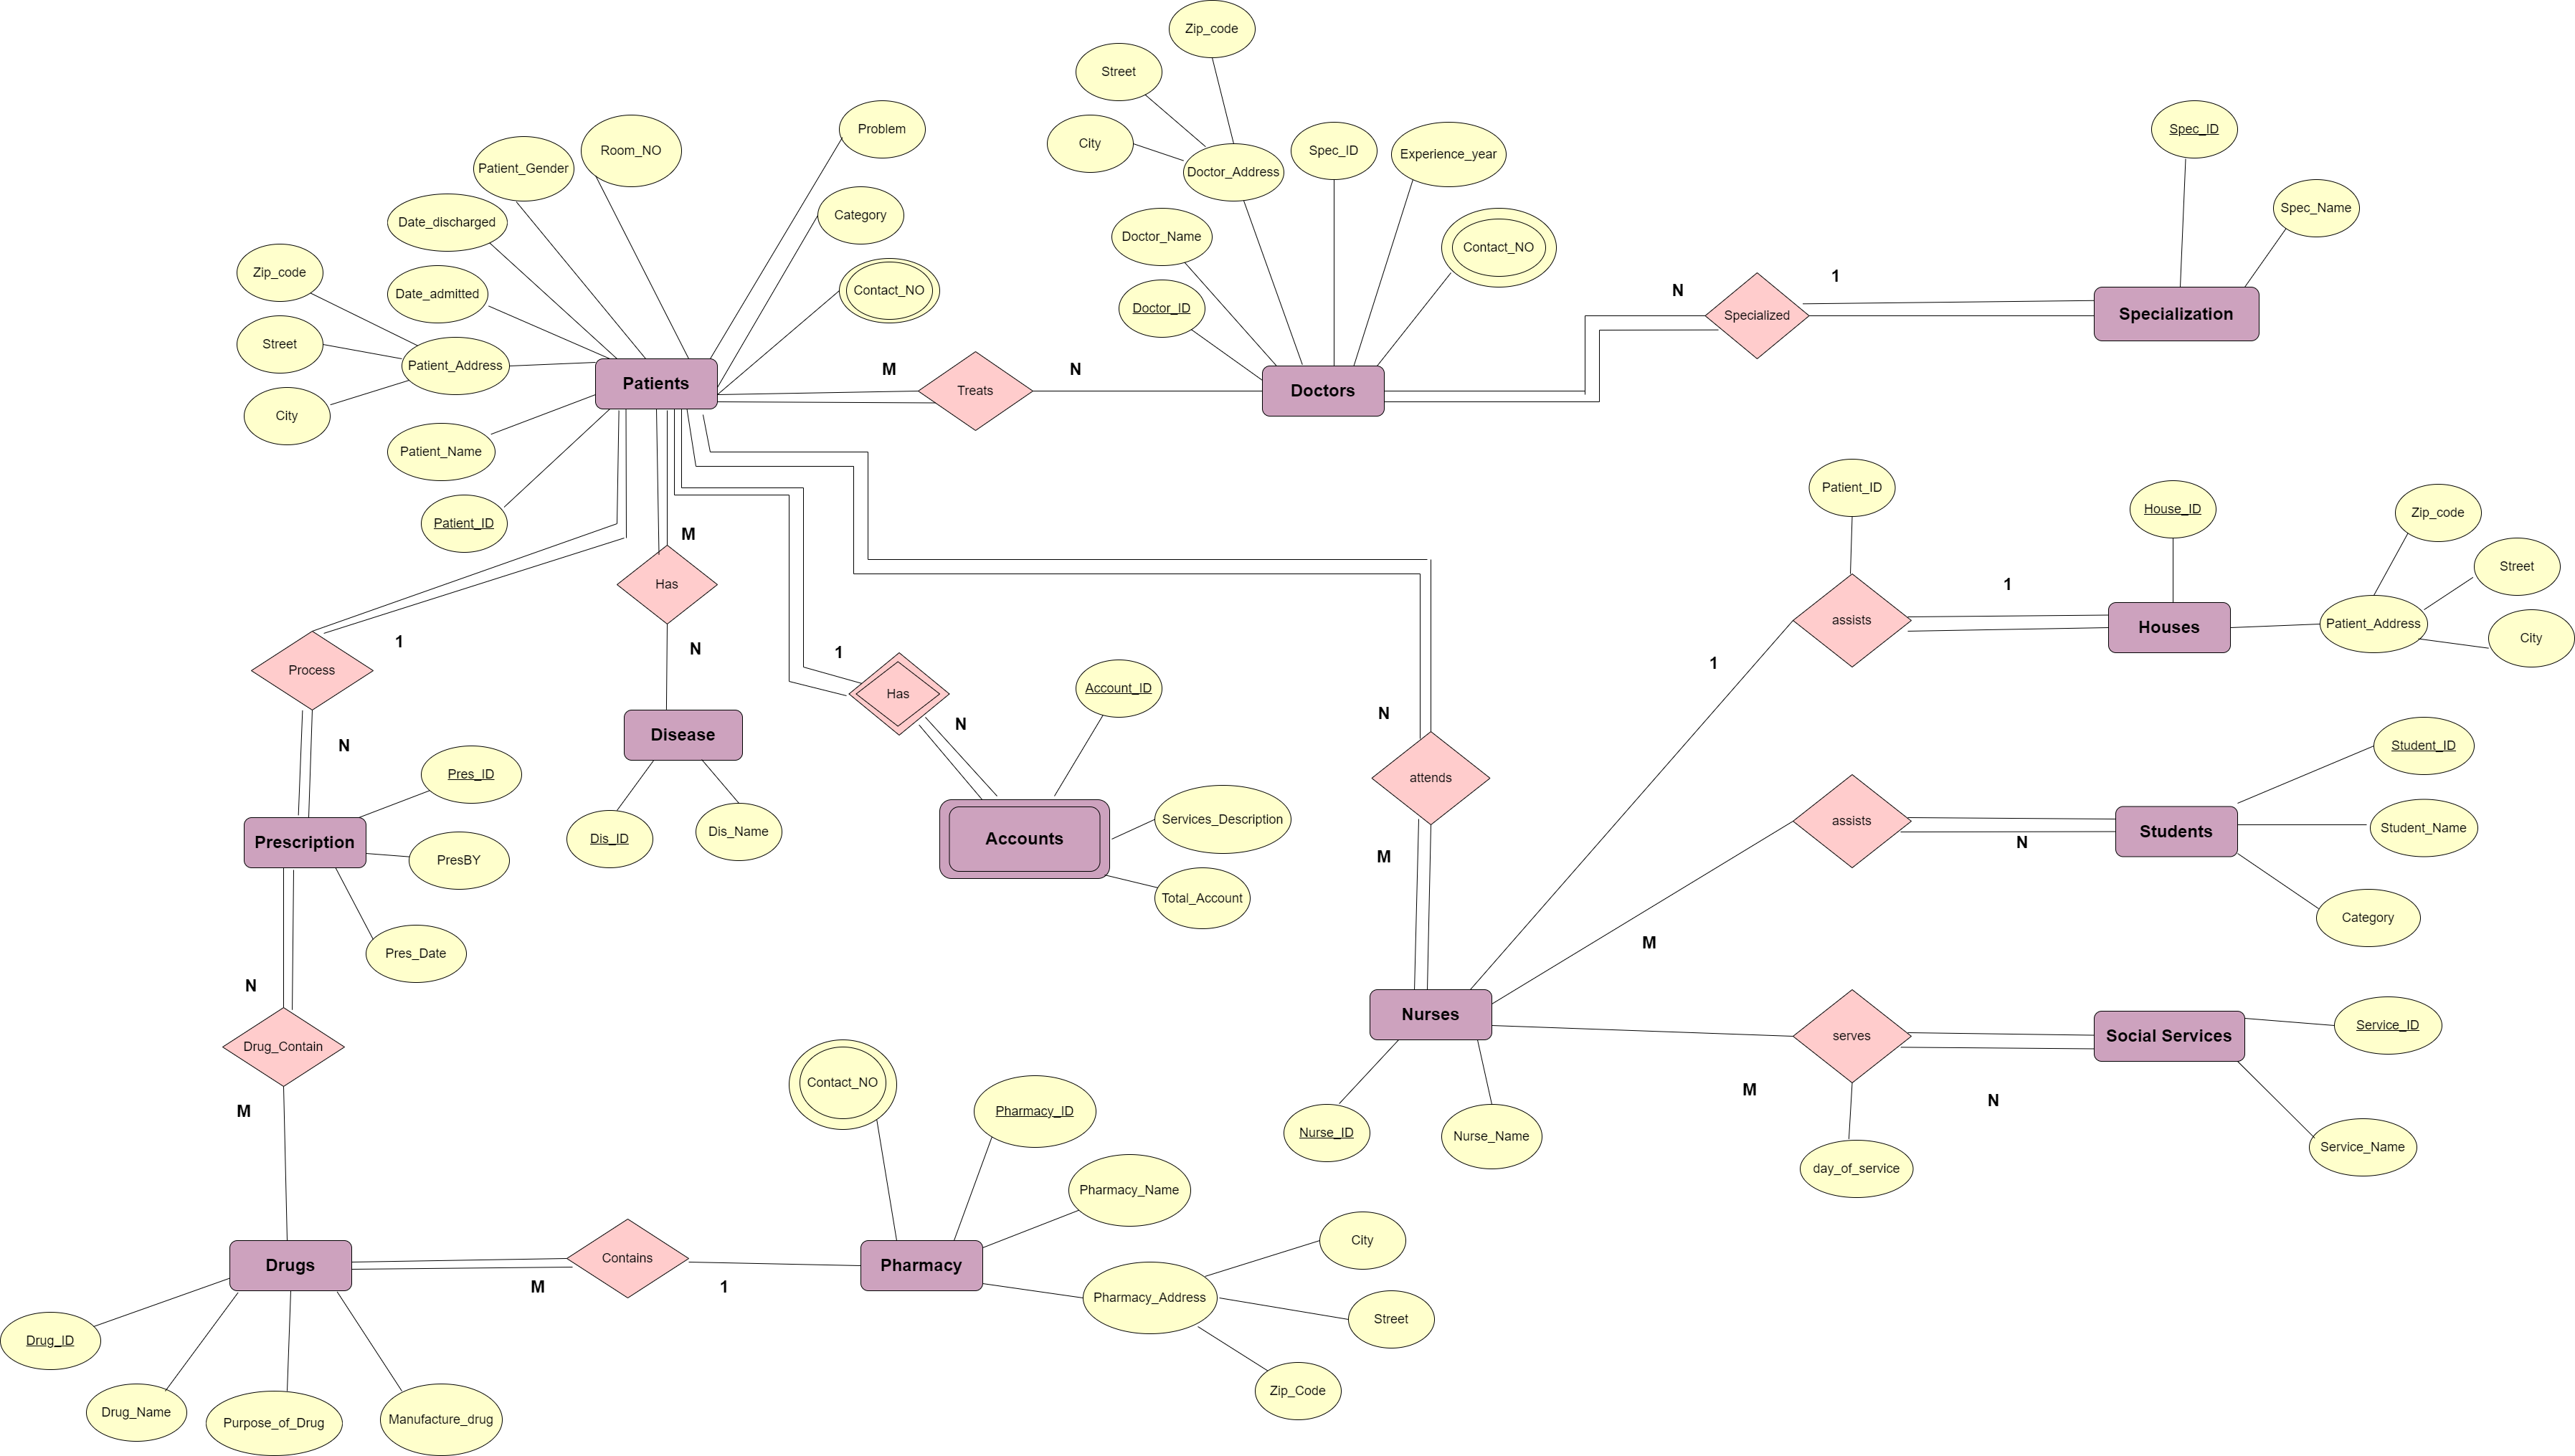 Zip_code
Street
City
Doctor_Address
Spec_ID
Experience_year
Doctor_Name
Contact_NO
Doctor_ID
Problem
Room_NO
Patient_Gender
Category
Date_discharged
Contact_NO
Zip_code
Date_admitted
Street
Patient_Address
City
Patient_Name
Patient_ID
Patients
M
Treats
N
Doctors
N
Specialized
1
Specialization
Spec_ID
Spec_Name
Patient_ID
House_ID
Zip_code
Street
City
Patient_Address
Houses
1
assists
1
M
Has
N
Disease
Dis_ID
Dis_Name
1
Process
N
Prescription
Pres_ID
PresBY
Pres_Date
1
Has
N
Accounts
Account_ID
Services_Description
Total_Account
N
attends
M
Nurses
Nurse_ID
Nurse_Name
assists
N
M
Students
Student_ID
Student_Name
Category
serves
M
N
day_of_service
Social Services
Service_ID
Service_Name
N
Drug_Contain
M
Drugs
Drug_ID
Drug_Name
Purpose_of_Drug
Manufacture_drug
M
Contains
1
Pharmacy
Contact_NO
Pharmacy_ID
Pharmacy_Name
Pharmacy_Address
City
Street
Zip_Code